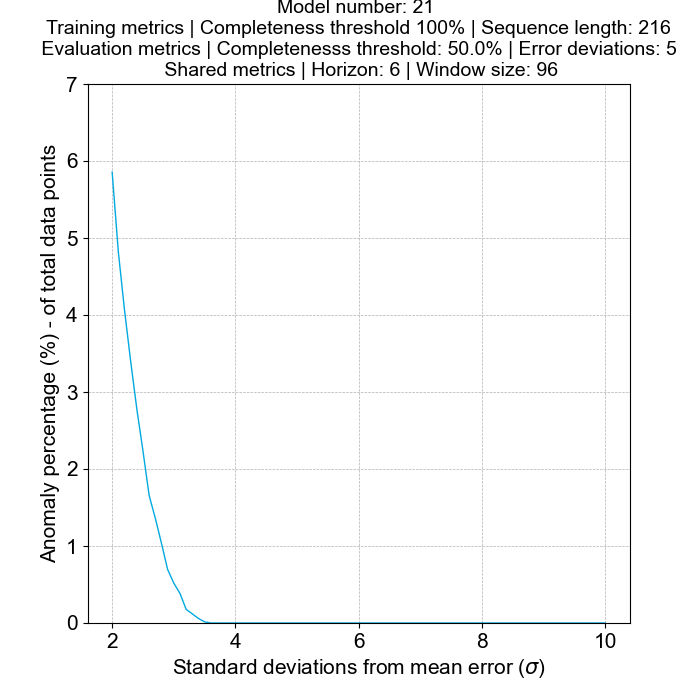 Model number: 21
Training metrics | Completeness threshold 100% | Sequence length: 216
Evaluation metrics | Completenesss threshold: 50.0% | Error deviations: 5
Shared metrics | Horizon: 6 | Window size: 96
7
6
5
4
3
2
1
0
Anomaly percentage (%) - of total data points
2 4 6 8 10
Standard deviations from mean error (σ)